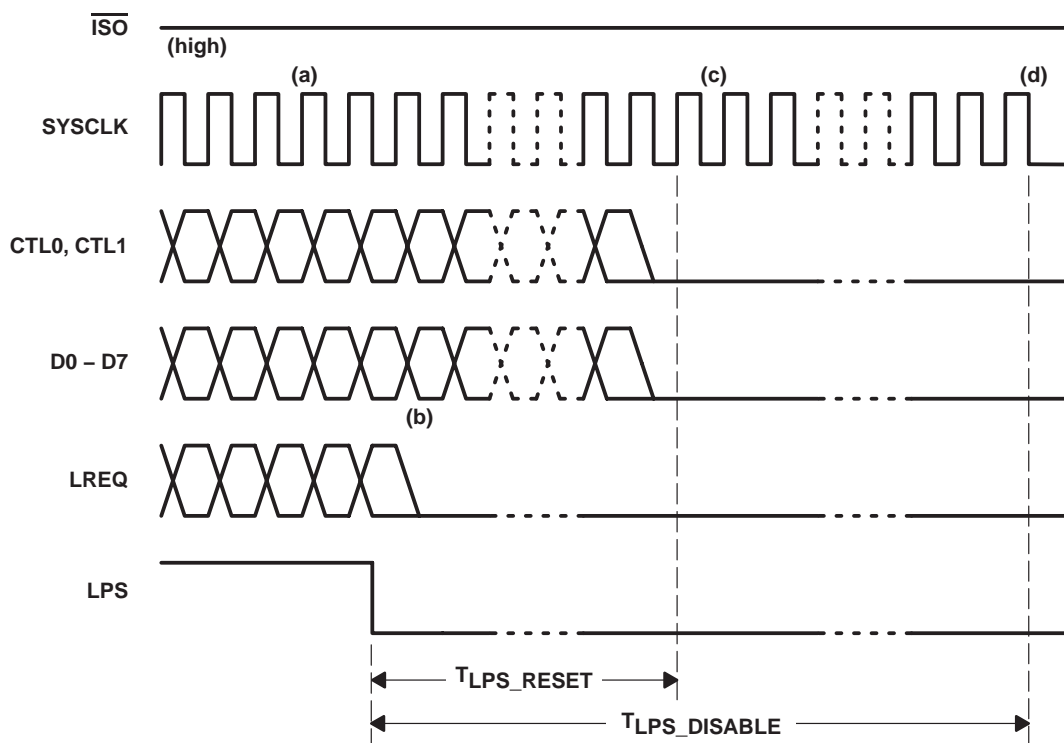 ISO
(high)
(a) (c) (d)
SYSCLK
CTL0, CTL1
D0 – D7
(b)
LREQ
LPS
TLPS_RESET
TLPS_DISABLE